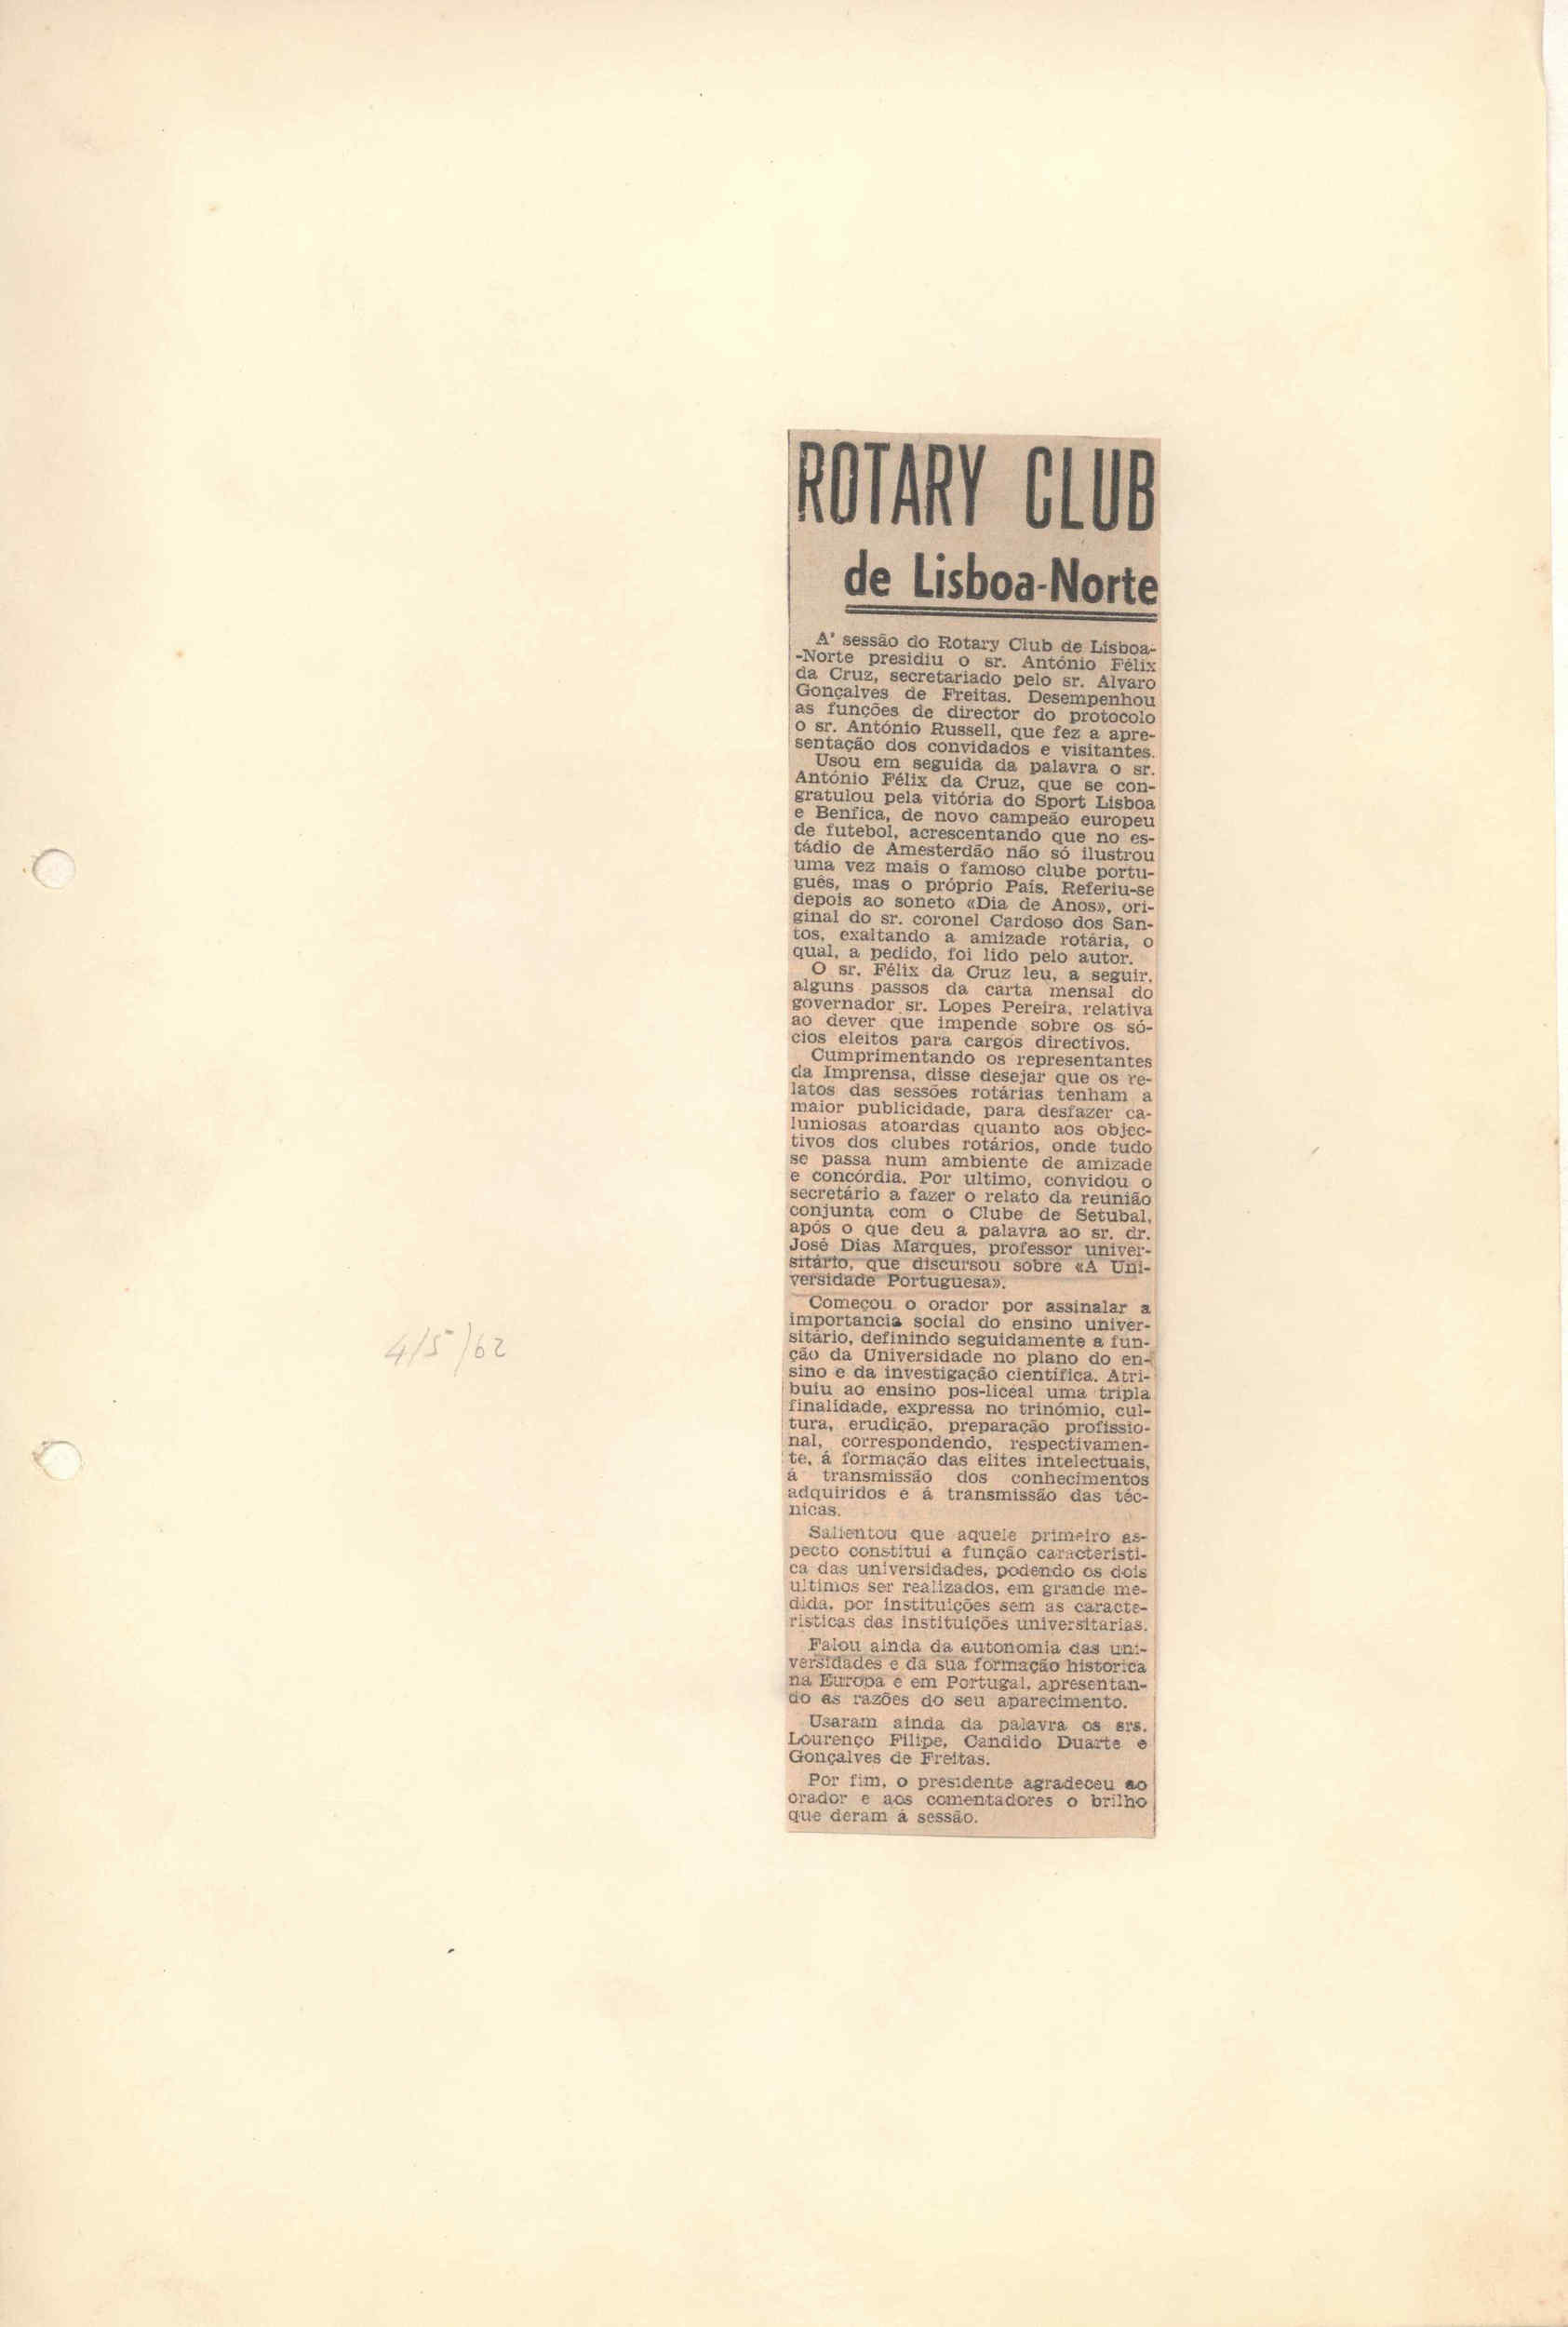 ROTARY CLUB
de Lisboa-Norte
A' sessão do Rotary Club de Lisboa-
-Norte presidiu o sr. António Félix
da Cruz, secretariado pelo sr. Alvaro
Gonçalves de Freitas. Desempenhou
as funções de director do protocolo
o sr. António Russell, que fez a apre-
sentação dos convidados e visitantes.
Usou em seguida da palavra o sr.
António Félix da Cruz, que se con-
gratulou pela vitória do Sport Lisboa
e Benfica, de novo campeão europeu
de futebol, acrescentando que no es-
tádio de Amesterdão não só ilustrou
uma vez mais o famoso clube portu-
guês, mas o próprio País. Referiu-se
depois ao soneto «Dia de Anos», ori-
ginal do sr. coronel Cardoso dos San-
tos, exaltando a amizade rotária, o
qual, a pedido, foi lido pelo autor.
O sr. Félix da Cruz leu, a seguir,
alguns passos da carta mensal do
governador sr. Lopes Pereira, relativa
ao dever que impende sobre os só-
cios eleitos para cargos directivos.
Cumprimentando os representantes
da Imprensa, disse desejar que os re-
latos das sessões rotárias tenham a
maior publicidade, para desfazer ca-
luniosas atoardas quanto aos objec-
tivos dos clubes rotários, onde tudo
se passa num ambiente de amizade
e concórdia. Por ultimo, convidou o
secretário a fazer o relato da reunião
conjunta com o Clube de Setubal,
após o que deu a palavra ao sr. dr.
José Dias Marques, professor univer-
sitário, que discursou sobre «A Uni-
versidade Portuguesa».
Começou o orador por assinalar a
importancia social do ensino univer-
sitário, definindo seguidamente a fun-
ção da Universidade no plano do en-
sino e da investigação cientifica. Atri-
buiu ao ensino pos-liceal uma tripla
finalidade, expressa no trinómio, cul-
tura, erudição, preparação profissio-
nal, correspondendo, respectivamen-
te, á formação das elites intelectuais,
á transmissão dos conhecimentos
adquiridos e á transmissão das téc-
nicas.
Salientou que aquele primeiro as-
pecto constitui a função caracteristi-
ca das universidades, podendo os dois
ultimos ser realizados, em grande me-
dida, por instituições sem as caracte-
risticas das instituições universitarias.
Falou ainda da autonomia das uni-
versidades e da sua formação historica
na Europa e em Portugal, apresentan-
do as razões do seu aparecimento.
Usaram ainda da palavra os srs.
Lourenço Filipe, Candido Duarte e
Gonçalves de Freitas.
Por fim, o presidente agradeceu ao
orador e aos comentadores o brilho
que deram á sessão.
4/5/62